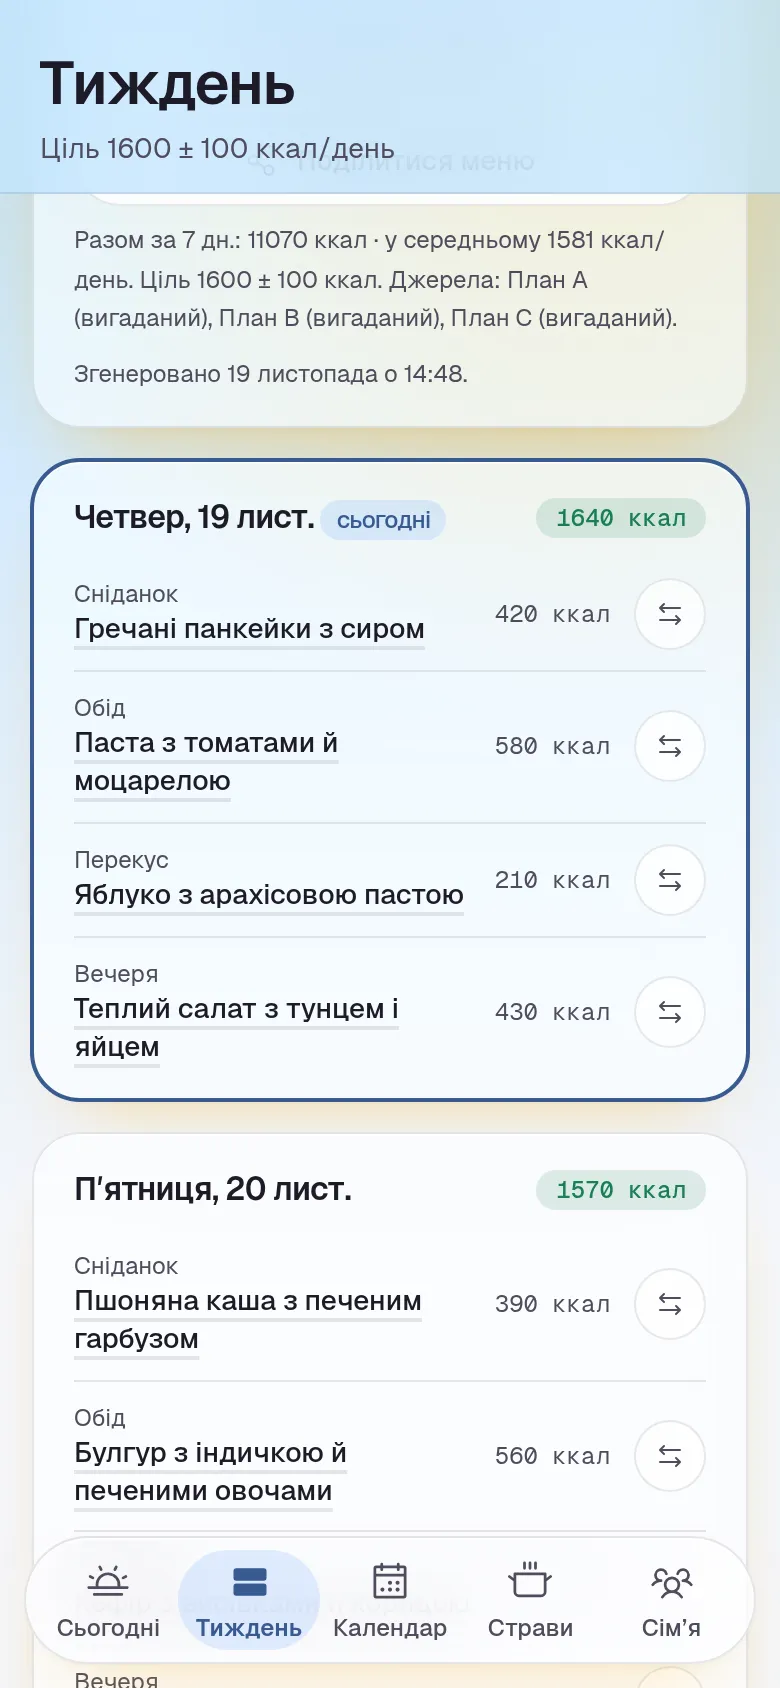 Тиждень
Ціль 1600 ± 100 ккал/день
Поділитися меню
Разом за 7 дн.: 11070 ккал · у середньому 1581 ккал/
день. Ціль 1600 ± 100 ккал. Джерела: План A
(вигаданий), План B (вигаданий), План C (вигаданий).
Згенеровано 19 листопада о 14:48.
Четвер, 19 лист. сьогодні 1640 ккал
Сніданок
Гречані панкейки з сиром 420 ккал
Обід
Паста з томатами й
моцарелою
580 ккал
Перекус
Яблуко з арахісовою пастою 210 ккал
Вечеря
Теплий салат з тунцем і
яйцем
430 ккал
П'ятниця, 20 лист. 1570 ккал
Сніданок
Пшоняна каша з печеним
гарбузом
390 ккал
Обід
Булгур з індичкою й
печеними овочами
560 ккал
Сьогодні Тиждень Календар Страви Сім'я
Вечеря